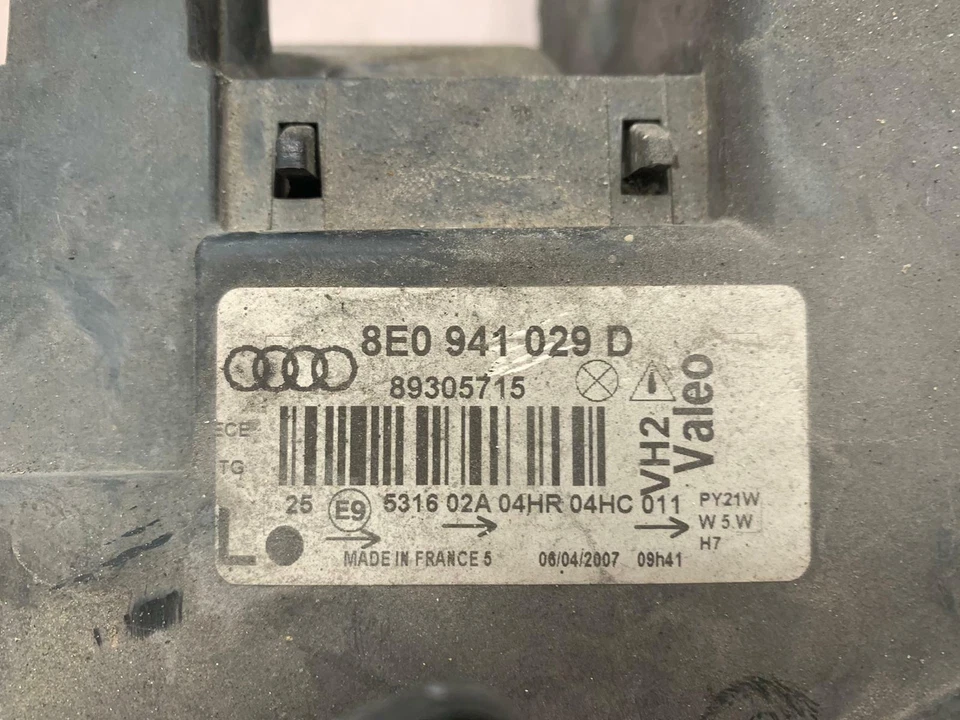 8E0 941 029 D
89305715
ECE
TG
VH2
Valeo
25 E9 5316 02A 04HR 04HC 011
PY21W
W 5 W
H7
L
MADE IN FRANCE 5 06/04/2007 09h41